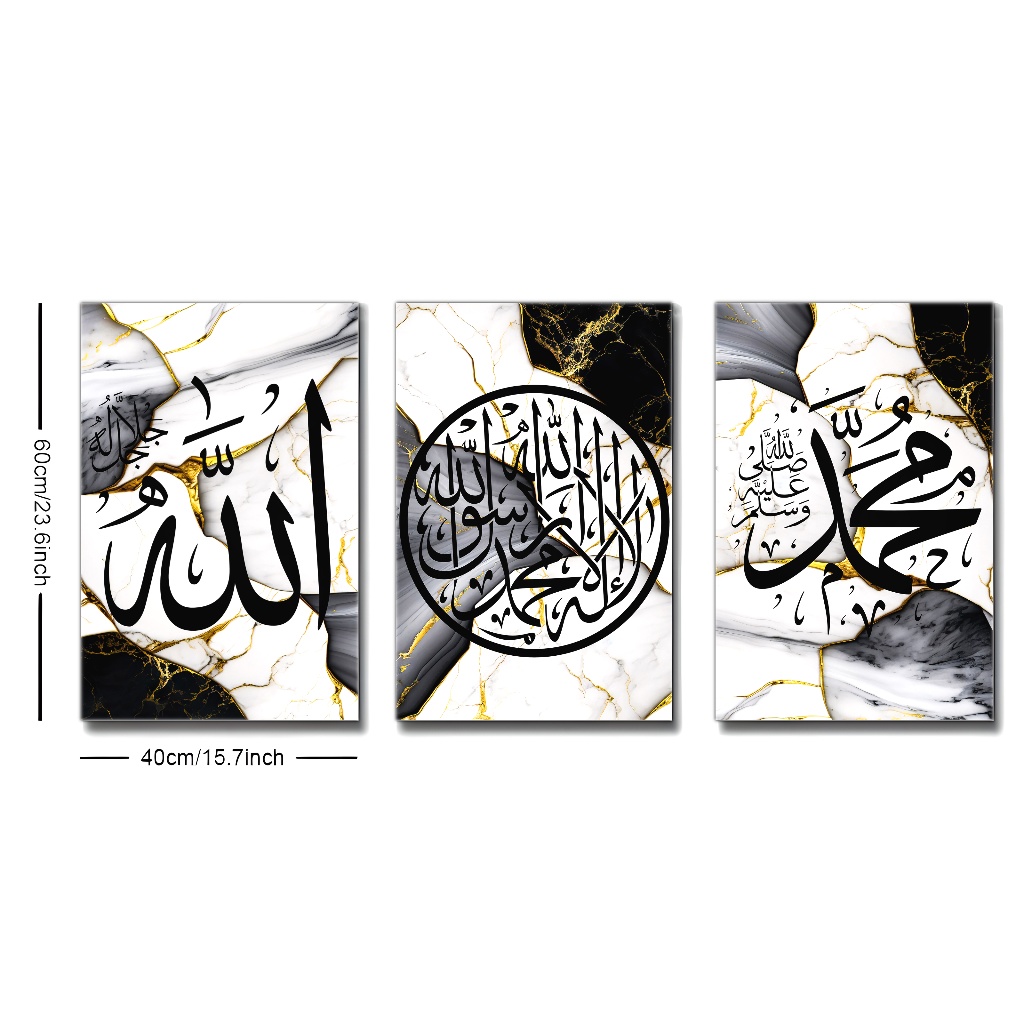 الله
جل جلاله
لا إله إلا الله محمد رسول الله
محمد
صلى الله عليه وسلم
60cm/23.6inch
40cm/15.7inch